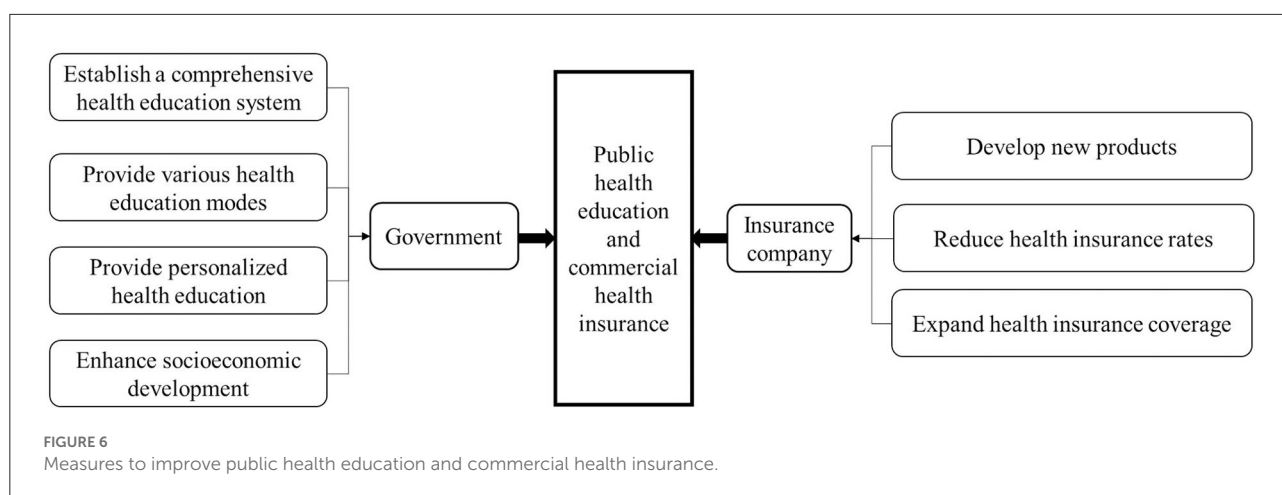 Establish a comprehensive
health education system
Provide various health
education modes
Provide personalized
health education
Enhance socioeconomic
development
Government
Public
health
education
and
commercial
health
insurance
Insurance
company
Develop new products
Reduce health insurance rates
Expand health insurance coverage
FIGURE 6
Measures to improve public health education and commercial health insurance.